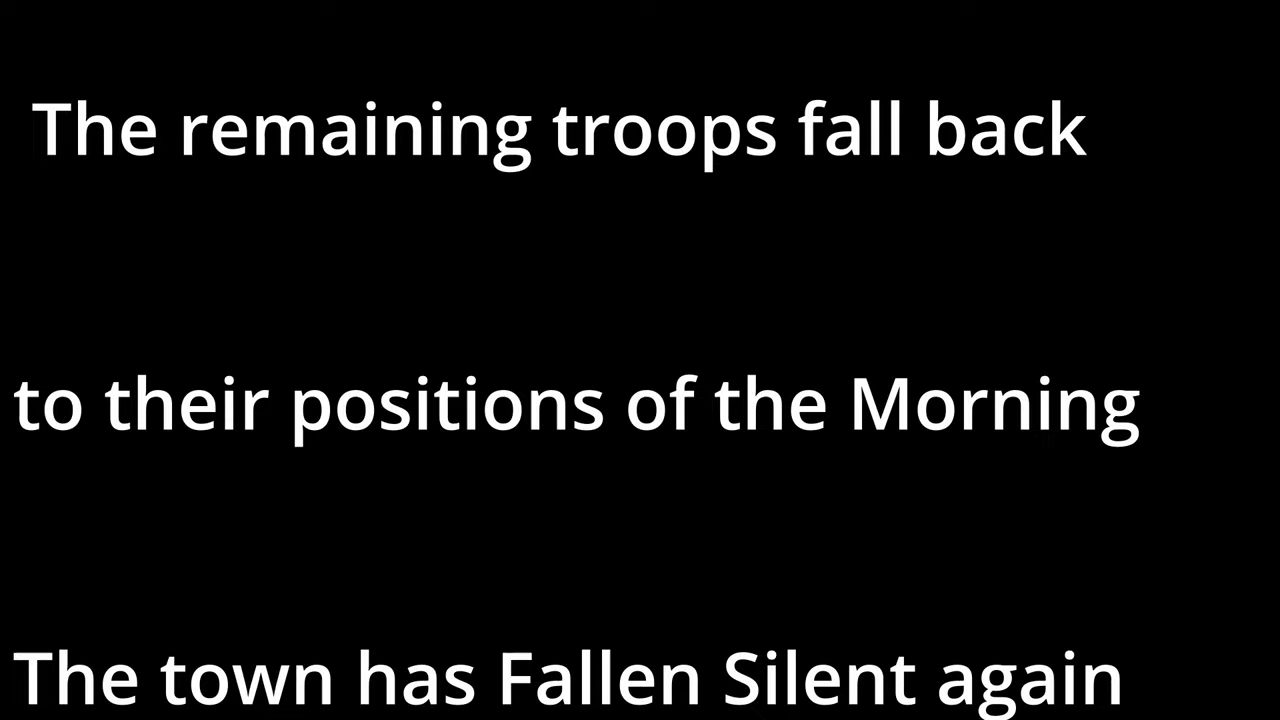 The remaining troops fall back
to their positions of the Morning
The town has Fallen Silent again